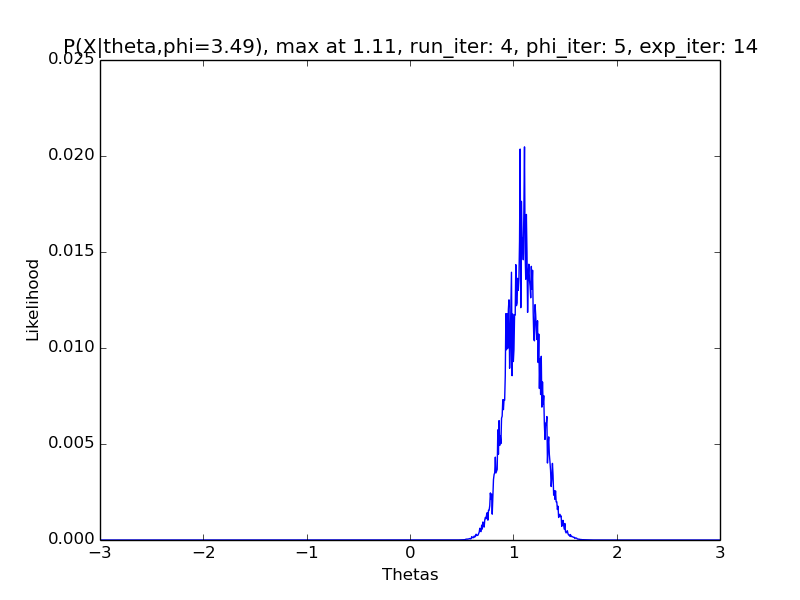 P(X|theta,phi=3.49), max at 1.11, run_iter: 4, phi_iter: 5, exp_iter: 14
0.025
0.020
0.015
0.010
0.005
0.000
Likelihood
−3 −2 −1 0 1 2 3
Thetas